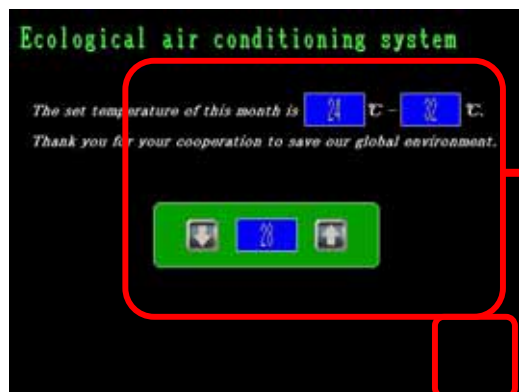 Ecological air conditioning system
The set temperature of this month is 24 ℃ - 32 ℃.
Thank you for your cooperation to save our global environment.
28